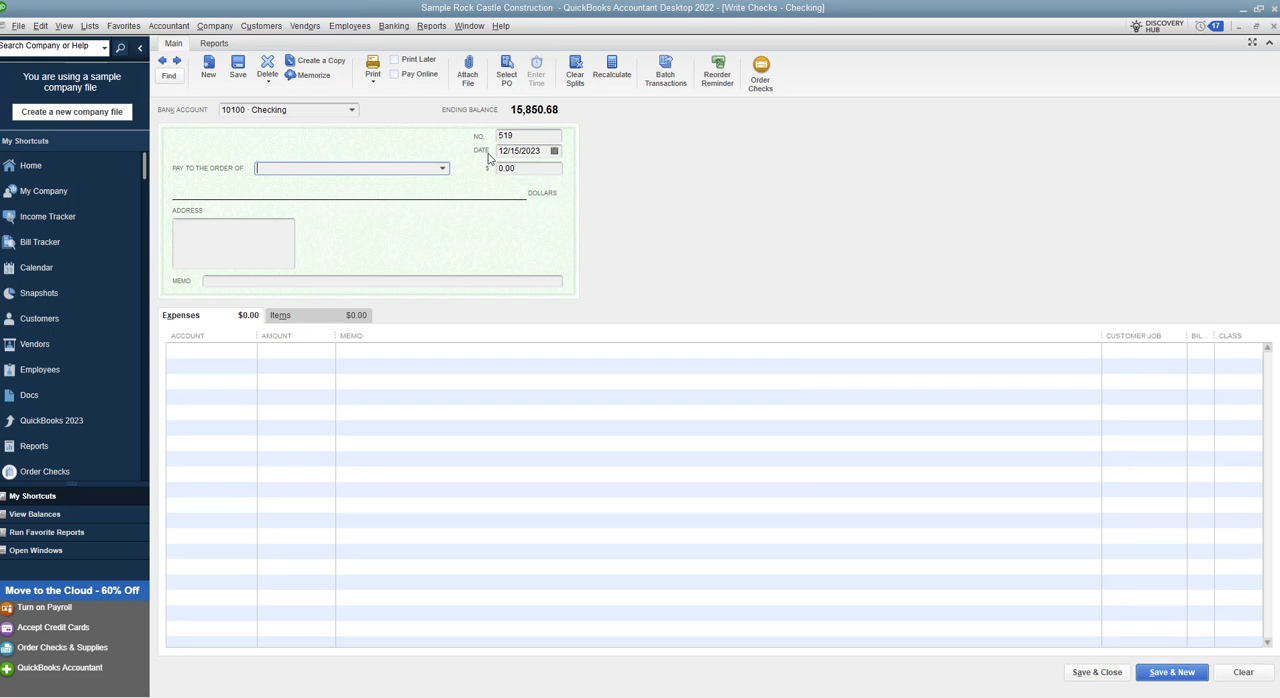 Sample Rock Castle Construction - QuickBooks Accountant Desktop 2022 - [Write Checks - Checking]
File Edit View Lists Favorites Accountant Company Customers Vendors Employees Banking Reports Window Help
DISCOVERY HUB 17
Search Company or Help
You are using a sample
company file
Create a new company file
My Shortcuts
Home
My Company
Income Tracker
Bill Tracker
Calendar
Snapshots
Customers
Vendors
Employees
Docs
QuickBooks 2023
Reports
Order Checks
My Shortcuts
View Balances
Run Favorite Reports
Open Windows
Move to the Cloud - 60% Off
Turn on Payroll
Accept Credit Cards
Order Checks & Supplies
QuickBooks Accountant
Main Reports
Find
New
Save
Delete
Create a Copy
Memorize
Print
Print Later
Pay Online
Attach
File
Select
PO
Enter
Time
Clear
Splits
Recalculate
Batch
Transactions
Reorder
Reminder
Order
Checks
BANK ACCOUNT 10100 · Checking ENDING BALANCE 15,850.68
NO. 519
DATE 12/15/2023
PAY TO THE ORDER OF $ 0.00
DOLLARS
ADDRESS
MEMO
Expenses $0.00 Items $0.00
ACCOUNT AMOUNT MEMO CUSTOMER:JOB BIL... CLASS
Save & Close Save & New Clear